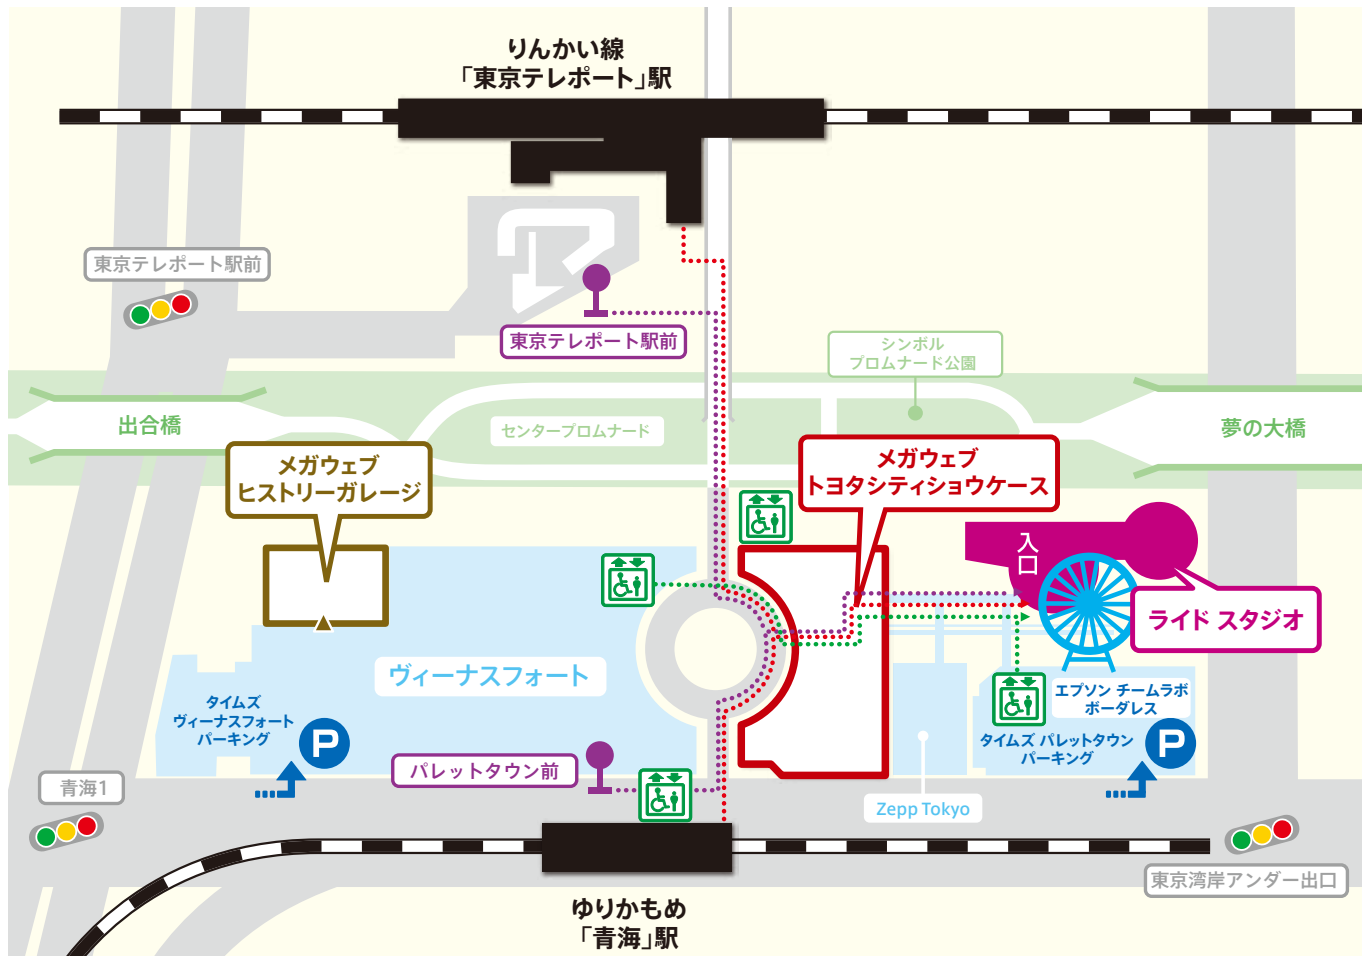 りんかい線
「東京テレポート」駅
東京テレポート駅前
東京テレポート駅前
シンボル
プロムナード公園
出合橋
センタープロムナード
夢の大橋
メガウェブ
ヒストリーガレージ
メガウェブ
トヨタシティショウケース
入口
ライド スタジオ
ヴィーナスフォート
タイムズ
ヴィーナスフォート
パーキング
P
エプソン チームラボ
ボーダレス
タイムズ パレットタウン
パーキング
P
パレットタウン前
青海1
Zepp Tokyo
東京湾岸アンダー出口
ゆりかもめ
「青海」駅